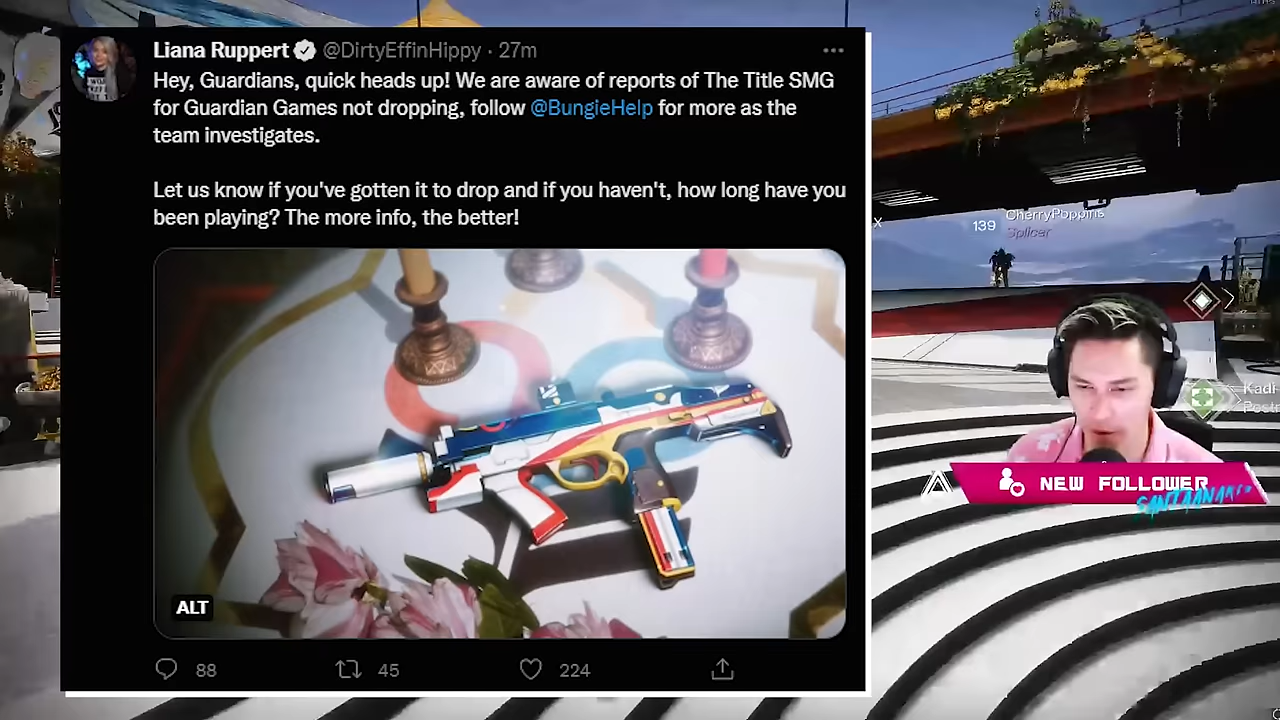 Liana Ruppert @DirtyEffinHippy · 27m
Hey, Guardians, quick heads up! We are aware of reports of The Title SMG
for Guardian Games not dropping, follow @BungieHelp for more as the
team investigates.
Let us know if you've gotten it to drop and if you haven't, how long have you
been playing? The more info, the better!
ALT
88 45 224
139 CherryPoppins
Splicer
Kadi
NEW FOLLOWER